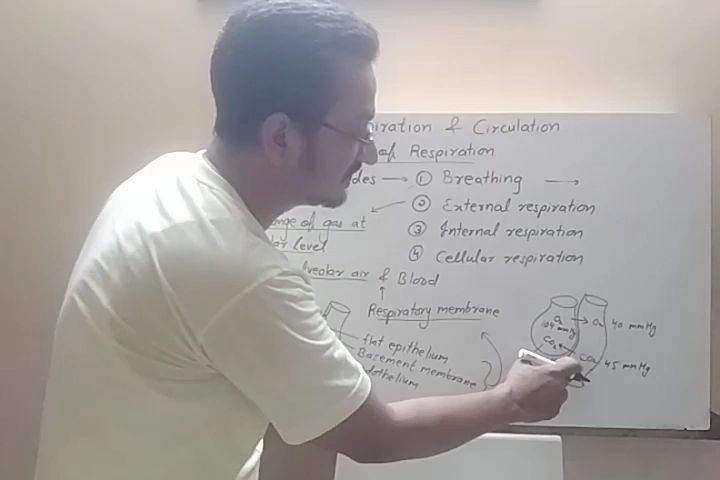 iration & Circulation
of Respiration
des → ① Breathing →
② External respiration
nge of gas at
③ Internal respiration
lar level
④ Cellular respiration
lveolar air & Blood
Respiratory membrane
flat epithelium
Basement membrane
dothelium
O₂ → O₂ 40 mmHg
104 mmHg
CO₂ ← CO₂ 45 mmHg